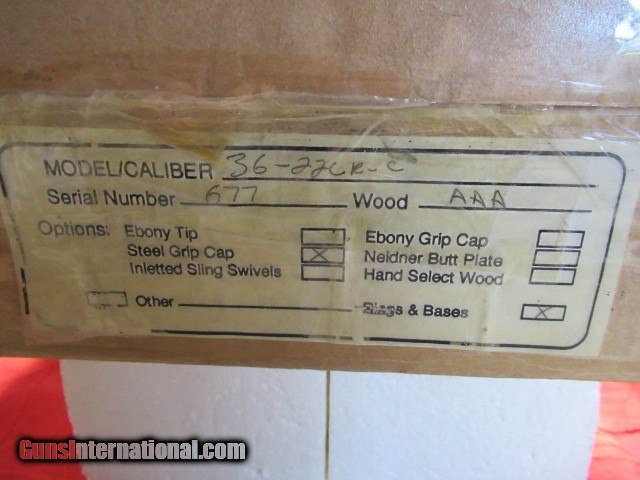 MODEL/CALIBER 36-22LR-C
Serial Number 677 Wood AAA
Options: Ebony Tip Ebony Grip Cap
Steel Grip Cap X Neidner Butt Plate
Inletted Sling Swivels Hand Select Wood
Other Rings & Bases X
GunsInternational.com